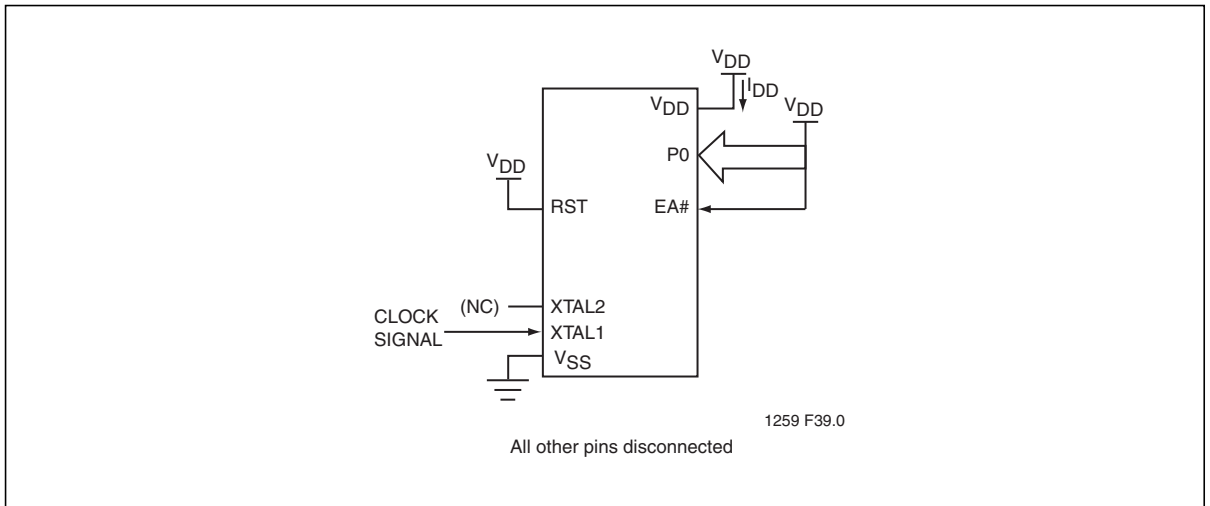 VDD
IDD
VDD
VDD
P0
VDD
RST
EA#
(NC)
XTAL2
CLOCK
SIGNAL
XTAL1
VSS
1259 F39.0
All other pins disconnected